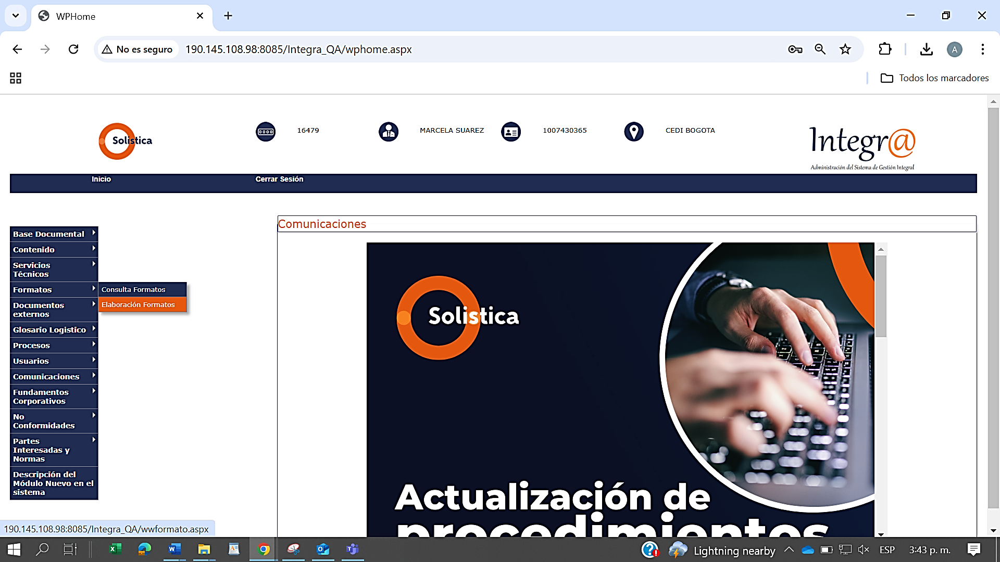 WPHome
No es seguro
190.145.108.98:8085/Integra_QA/wphome.aspx
A
Todos los marcadores
Solistica
16479
MARCELA SUAREZ
1007430365
CEDI BOGOTA
Integr@
Administración del Sistema de Gestión Integral
Inicio
Cerrar Sesión
Comunicaciones
Base Documental
Contenido
Servicios
Técnicos
Formatos
Consulta Formatos
Elaboración Formatos
Documentos
externos
Glosario Logistico
Procesos
Usuarios
Comunicaciones
Fundamentos
Corporativos
No
Conformidades
Partes
Interesadas y
Normas
Descripción del
Módulo Nuevo en el
sistema
Solistica
Actualización de
procedimientos
190.145.108.98:8085/Integra_QA/wwformato.aspx
Lightning nearby
ESP
3:43 p. m.